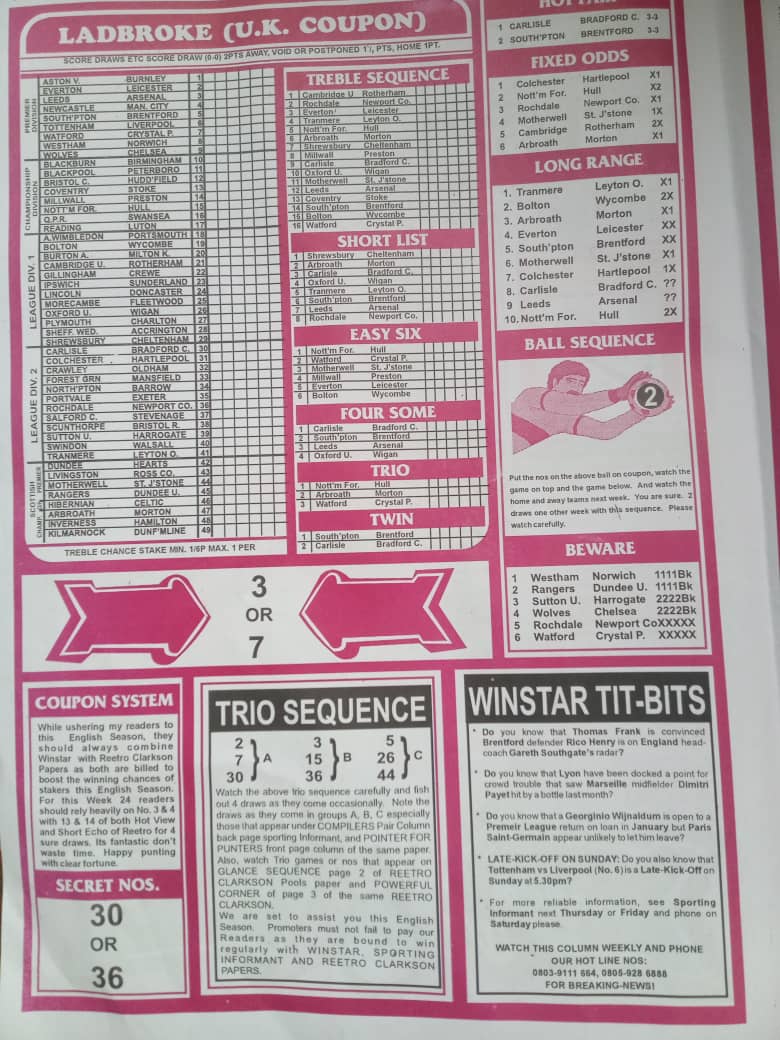 LADBROKE (U.K. COUPON)
SCORE DRAWS ETC SCORE DRAW (0-0) 2PTS AWAY, VOID OR POSTPONED 1½, PTS, HOME 1PT.
PREMIER DIVISION
ASTON V. BURNLEY 1
EVERTON LEICESTER 2
LEEDS ARSENAL 3
NEWCASTLE MAN. CITY 4
SOUTH'PTON BRENTFORD 5
TOTTENHAM LIVERPOOL 6
WATFORD CRYSTAL P. 7
WESTHAM NORWICH 8
WOLVES CHELSEA 9
CHAMPIONSHIP DIVISION
BLACKBURN BIRMINGHAM 10
BLACKPOOL PETERBORO 11
BRISTOL C. HUDD'FIELD 12
COVENTRY STOKE 13
MILLWALL PRESTON 14
NOTT'M FOR. HULL 15
Q.P.R. SWANSEA 16
READING LUTON 17
LEAGUE DIV. 1
A.WIMBLEDON PORTSMOUTH 18
BOLTON WYCOMBE 19
BURTON A. MILTON K. 20
CAMBRIDGE U. ROTHERHAM 21
GILLINGHAM CREWE 22
IPSWICH SUNDERLAND 23
LINCOLN DONCASTER 24
MORECAMBE FLEETWOOD 25
OXFORD U. WIGAN 26
PLYMOUTH CHARLTON 27
SHEFF. WED. ACCRINGTON 28
SHREWSBURY CHELTENHAM 29
LEAGUE DIV. 2
CARLISLE BRADFORD C. 30
COLCHESTER HARTLEPOOL 31
CRAWLEY OLDHAM 32
FOREST GRN MANSFIELD 33
NORTH'PTON BARROW 34
PORTVALE EXETER 35
ROCHDALE NEWPORT CO. 36
SALFORD C. STEVENAGE 37
SCUNTHORPE BRISTOL R. 38
SUTTON U. HARROGATE 39
SWINDON WALSALL 40
TRANMERE LEYTON O. 41
SCOTTISH
CHAMP. PREMIER
DUNDEE HEARTS 42
LIVINGSTON ROSS CO. 43
MOTHERWELL ST. J'STONE 44
RANGERS DUNDEE U. 45
HIBERNIAN CELTIC 46
ARBROATH MORTON 47
INVERNESS HAMILTON 48
KILMARNOCK DUNF'MLINE 49
TREBLE CHANCE STAKE MIN. 1/6P MAX. 1 PER
TREBLE SEQUENCE
1 Cambridge U Rotherham
2 Rochdale Newport Co.
3 Everton Leicester
4 Tranmere Leyton O.
5 Nott'm For. Hull
6 Arbroath Morton
7 Shrewsbury Cheltenham
8 Millwall Preston
9 Carlisle Bradford C.
10 Oxford U. Wigan
11 Motherwell St. J'stone
12 Leeds Arsenal
13 Coventry Stoke
14 South'pton Brentford
15 Bolton Wycombe
16 Watford Crystal P.
SHORT LIST
1 Shrewsbury Cheltenham
2 Arbroath Morton
3 Carlisle Bradford C.
4 Oxford U. Wigan
5 Tranmere Leyton O.
6 South'pton Brentford
7 Leeds Arsenal
8 Rochdale Newport Co.
EASY SIX
1 Nott'm For. Hull
2 Watford Crystal P.
3 Motherwell St. J'stone
4 Millwall Preston
5 Everton Leicester
6 Bolton Wycombe
FOUR SOME
1 Carlisle Bradford C.
2 South'pton Brentford
3 Leeds Arsenal
4 Oxford U. Wigan
TRIO
1 Nott'm For. Hull
2 Arbroath Morton
3 Watford Crystal P.
TWIN
1 South'pton Brentford
2 Carlisle Bradford C.
1 CARLISLE BRADFORD C. 3-3
2 SOUTH'PTON BRENTFORD 3-3
FIXED ODDS
1 Colchester Hartlepool X1
2 Nott'm For. Hull X2
3 Rochdale Newport Co. X1
4 Motherwell St. J'stone 1X
5 Cambridge Rotherham 2X
6 Arbroath Morton X1
LONG RANGE
1. Tranmere Leyton O. X1
2. Bolton Wycombe 2X
3. Arbroath Morton X1
4. Everton Leicester XX
5. South'pton Brentford XX
6. Motherwell St. J'stone X1
7. Colchester Hartlepool 1X
8. Carlisle Bradford C. ??
9 Leeds Arsenal ??
10. Nott'm For. Hull 2X
BALL SEQUENCE
2
Put the nos on the above ball on coupon, watch the
game on top and the game below. And watch the
home and away teams next week. You are sure. 2
draws one other week with this sequence. Please
watch carefully.
BEWARE
1 Westham Norwich 1111Bk
2 Rangers Dundee U. 1111Bk
3 Sutton U. Harrogate 2222Bk
4 Wolves Chelsea 2222Bk
5 Rochdale Newport CoXXXXX
6 Watford Crystal P. XXXXX
3
OR
7
COUPON SYSTEM
While ushering my readers to
this English Season, they
should always combine
Winstar with Reetro Clarkson
Papers as both are billed to
boost the winning chances of
stakers this English Season.
For this Week 24 readers
should rely heavily on No. 3 & 4
with 13 & 14 of both Hot View
and Short Echo of Reetro for 4
sure draws. Its fantastic don't
waste time. Happy punting
with clear fortune.
SECRET NOS.
30
OR
36
TRIO SEQUENCE
2 3 5
7 } A 15 } B 26 } C
30 36 44
Watch the above trio sequence carefully and fish
out 4 draws as they come occasionally. Note the
draws as they come in groups A, B, C especially
those that appear under COMPILERS Pair Column
back page sporting Informant, and POINTER FOR
PUNTERS front page column of the same paper.
Also, watch Trio games or nos that appear on
GLANCE SEQUENCE page 2 of REETRO
CLARKSON Pools paper and POWERFUL
CORNER of page 3 of the same REETRO
CLARKSON.
We are set to assist you this English
Season. Promoters must not fail to pay our
Readers as they are bound to win
regularly with WINSTAR, SPORTING
INFORMANT AND REETRO CLARKSON
PAPERS.
WINSTAR TIT-BITS
* Do you know that Thomas Frank is convinced
Brentford defender Rico Henry is on England head-
coach Gareth Southgate's radar?
* Do you know that Lyon have been docked a point for
crowd trouble that saw Marseille midfielder Dimitri
Payet hit by a bottle last month?
* Do you know that a Georginio Wijnaldum is open to a
Premeir League return on loan in January but Paris
Saint-Germain appear unlikely to let him leave?
* LATE-KICK-OFF ON SUNDAY: Do you also know that
Tottenham vs Liverpool (No. 6) is a Late-Kick-Off on
Sunday at 5.30pm?
* For more reliable information, see Sporting
Informant next Thursday or Friday and phone on
Saturday please.
WATCH THIS COLUMN WEEKLY AND PHONE
OUR HOT LINE NOS:
0803-9111 664, 0805-928 6888
FOR BREAKING-NEWS!